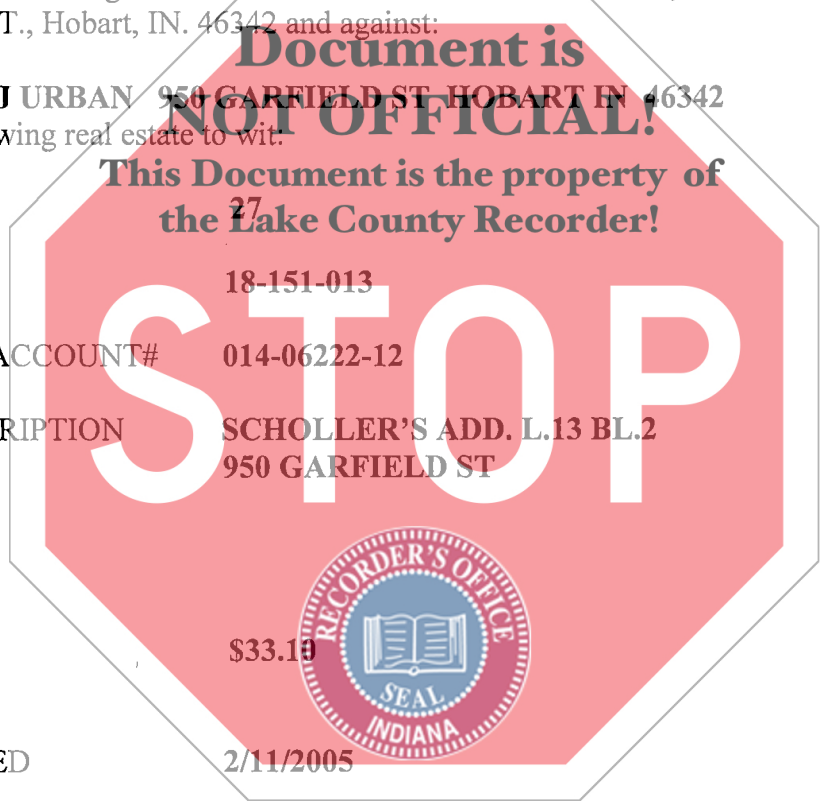 T., Hobart, IN. 46342 and against:
Document is
J URBAN 950 GARFIELD ST HOBART IN 46342
NOT OFFICIAL!
wing real estate to wit:
This Document is the property of
27
the Lake County Recorder!
18-151-013
STOP
ACCOUNT# 014-06222-12
RIPTION SCHOLLER'S ADD. L.13 BL.2
950 GARFIELD ST
RECORDER'S OFFICE
$33.10
SEAL
INDIANA
ED 2/11/2005